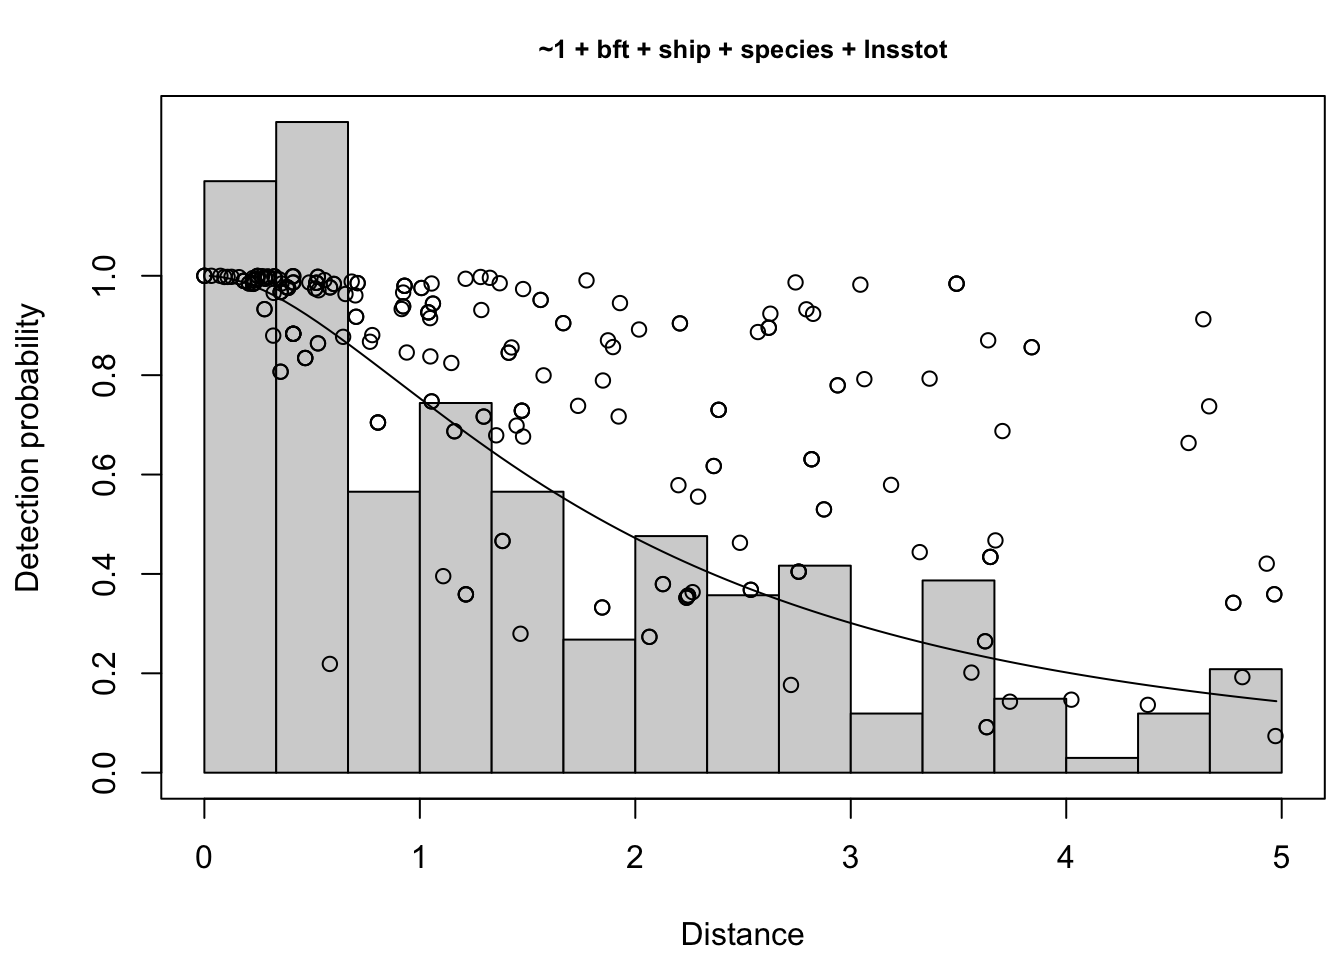 ~1 + bft + ship + species + lnsstot
Detection probability
1.0
0.8
0.6
0.4
0.2
0.0
0 1 2 3 4 5
Distance